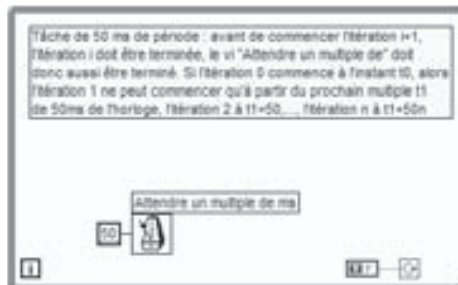 Tâche de 50 ms de période : avant de commencer l'itération i+1,
l'itération i doit être terminée, le vi "Attendre un multiple de" doit
donc aussi être terminé. Si l'itération 0 commence à l'instant t0, alors
l'itération 1 ne peut commencer qu'à partir du prochain multiple t1
de 50ms de l'horloge, l'itération 2 à t1+50,..., l'itération n à t1+50n
Attendre un multiple de ms
50
i